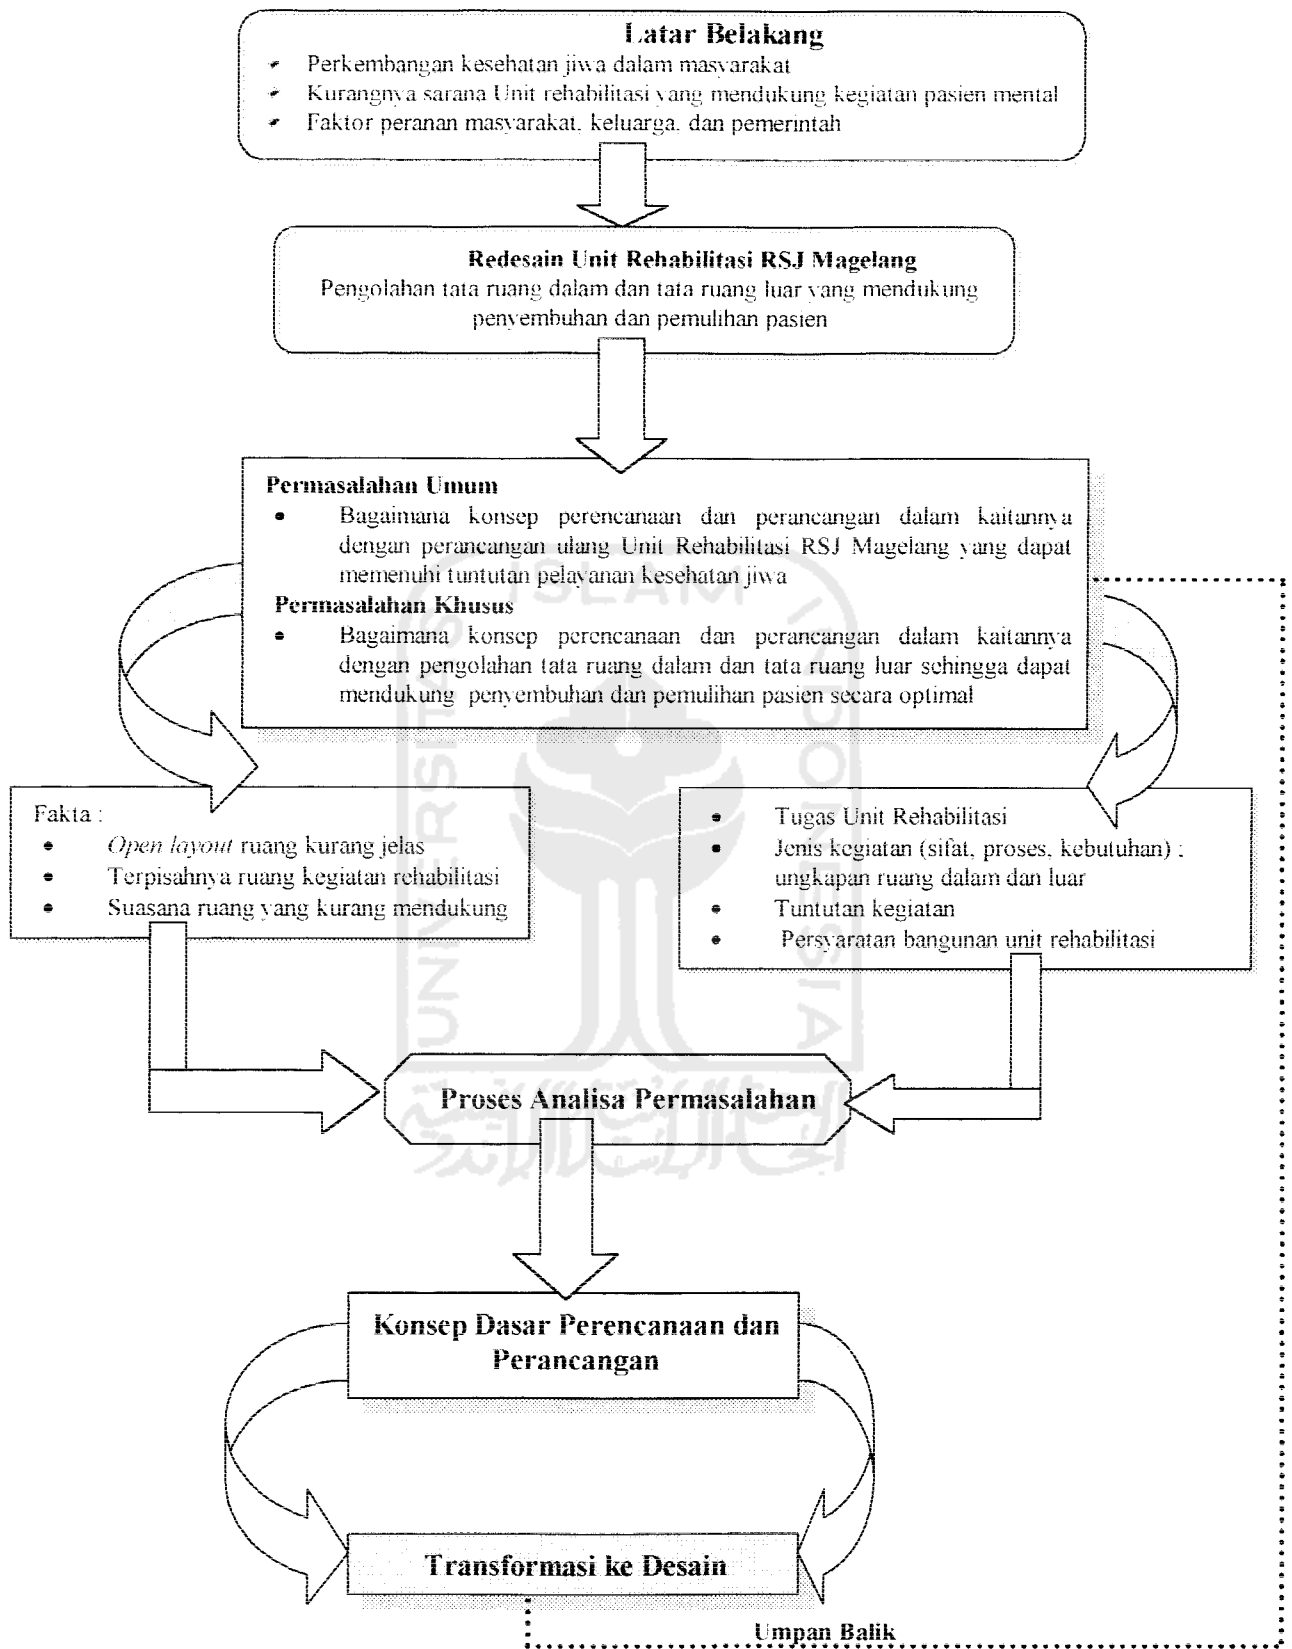 Latar Belakang
Perkembangan kesehatan jiwa dalam masyarakat
Kurangnya sarana Unit rehabilitasi yang mendukung kegiatan pasien mental
Faktor peranan masyarakat, keluarga, dan pemerintah
Redesain Unit Rehabilitasi RSJ Magelang
Pengolahan tata ruang dalam dan tata ruang luar yang mendukung
penyembuhan dan pemulihan pasien
Permasalahan Umum
• Bagaimana konsep perencanaan dan perancangan dalam kaitannya
dengan perancangan ulang Unit Rehabilitasi RSJ Magelang yang dapat
memenuhi tuntutan pelayanan kesehatan jiwa
Permasalahan Khusus
• Bagaimana konsep perencanaan dan perancangan dalam kaitannya
dengan pengolahan tata ruang dalam dan tata ruang luar sehingga dapat
mendukung penyembuhan dan pemulihan pasien secara optimal
Fakta :
• Open layout ruang kurang jelas
• Terpisahnya ruang kegiatan rehabilitasi
• Suasana ruang yang kurang mendukung
• Tugas Unit Rehabilitasi
• Jenis kegiatan (sifat, proses, kebutuhan) :
ungkapan ruang dalam dan luar
• Tuntutan kegiatan
• Persyaratan bangunan unit rehabilitasi
Proses Analisa Permasalahan
Konsep Dasar Perencanaan dan
Perancangan
Transformasi ke Desain
Umpan Balik
UNIVERSITAS
ISLAM
INDONESIA